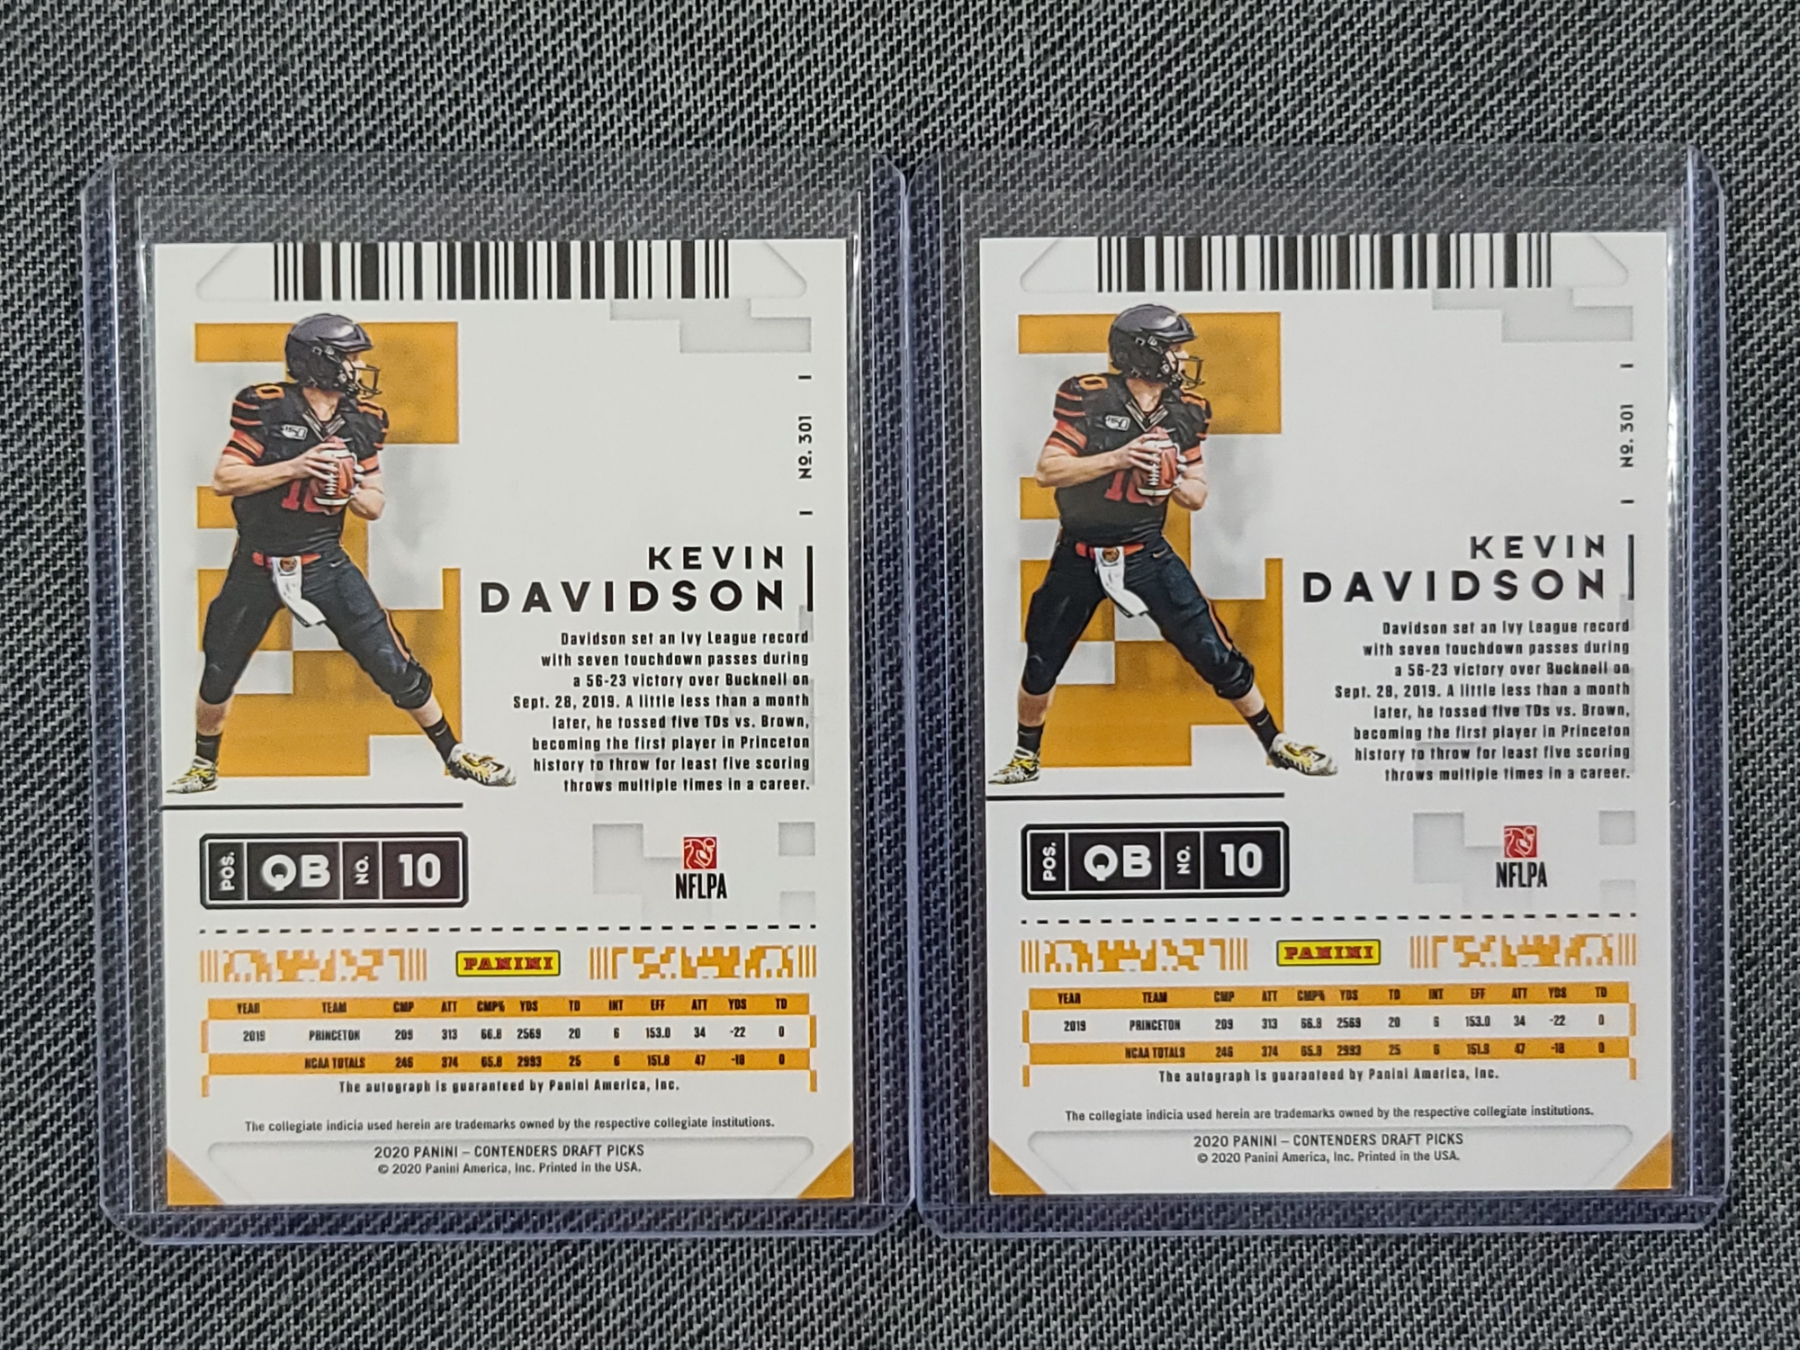 No. 301
KEVIN
DAVIDSON
Davidson set an Ivy League record
with seven touchdown passes during
a 56-23 victory over Bucknell on
Sept. 28, 2019. A little less than a month
later, he tossed five TDs vs. Brown,
becoming the first player in Princeton
history to throw for least five scoring
throws multiple times in a career.
POS. QB NO. 10
NFLPA
PANINI
YEAR TEAM CMP ATT CMP% YDS TD INT EFF ATT YDS TD
2019 PRINCETON 209 313 66.8 2569 20 6 153.0 34 -22 0
NCAA TOTALS 246 374 65.8 2993 25 6 151.8 47 -18 0
The autograph is guaranteed by Panini America, Inc.
The collegiate indicia used herein are trademarks owned by the respective collegiate institutions.
2020 PANINI – CONTENDERS DRAFT PICKS
© 2020 Panini America, Inc. Printed in the USA.
No. 301
KEVIN
DAVIDSON
Davidson set an Ivy League record
with seven touchdown passes during
a 56-23 victory over Bucknell on
Sept. 28, 2019. A little less than a month
later, he tossed five TDs vs. Brown,
becoming the first player in Princeton
history to throw for least five scoring
throws multiple times in a career.
POS. QB NO. 10
NFLPA
PANINI
YEAR TEAM CMP ATT CMP% YDS TD INT EFF ATT YDS TD
2019 PRINCETON 209 313 66.8 2569 20 6 153.0 34 -22 0
NCAA TOTALS 246 374 65.8 2993 25 6 151.8 47 -18 0
The autograph is guaranteed by Panini America, Inc.
The collegiate indicia used herein are trademarks owned by the respective collegiate institutions.
2020 PANINI – CONTENDERS DRAFT PICKS
© 2020 Panini America, Inc. Printed in the USA.